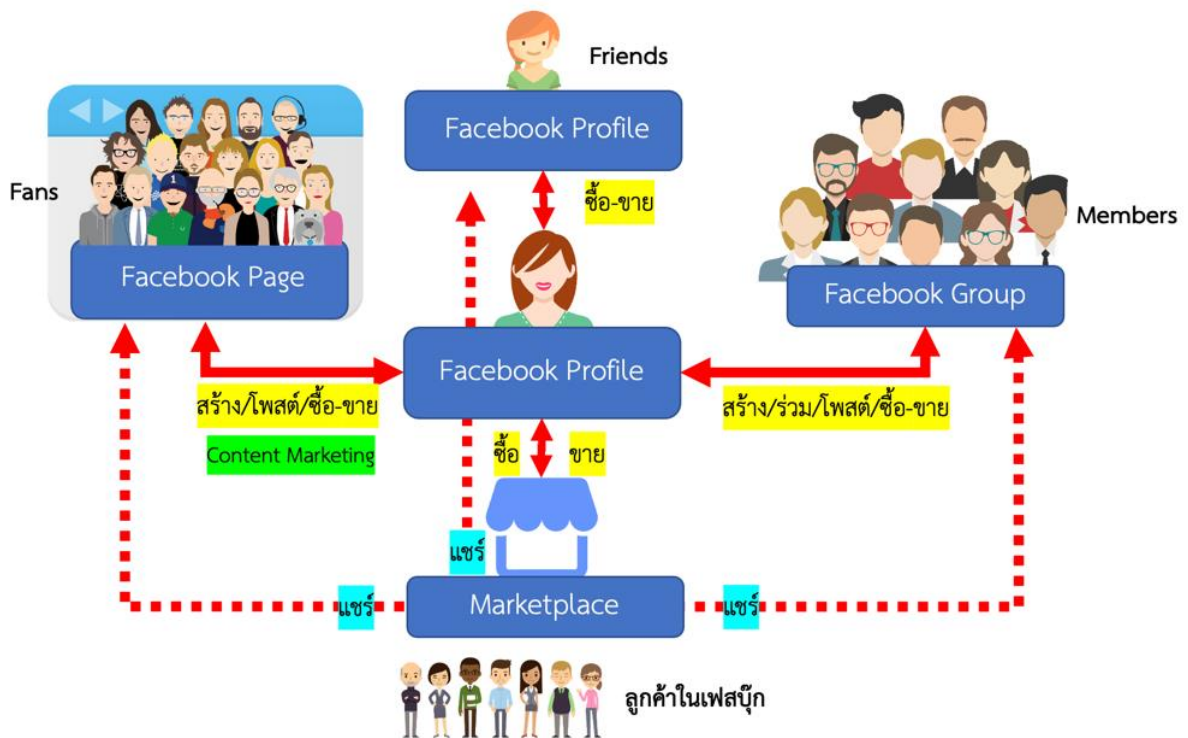 Friends
Facebook Profile
Fans
ซื้อ-ขาย
Members
1
Facebook Page
Facebook Group
Facebook Profile
สร้าง/โพสต์/ซื้อ-ขาย
สร้าง/ร่วม/โพสต์/ซื้อ-ขาย
Content Marketing
ซื้อ
ขาย
แชร์
แชร์
Marketplace
แชร์
ลูกค้าในเฟสบุ๊ก